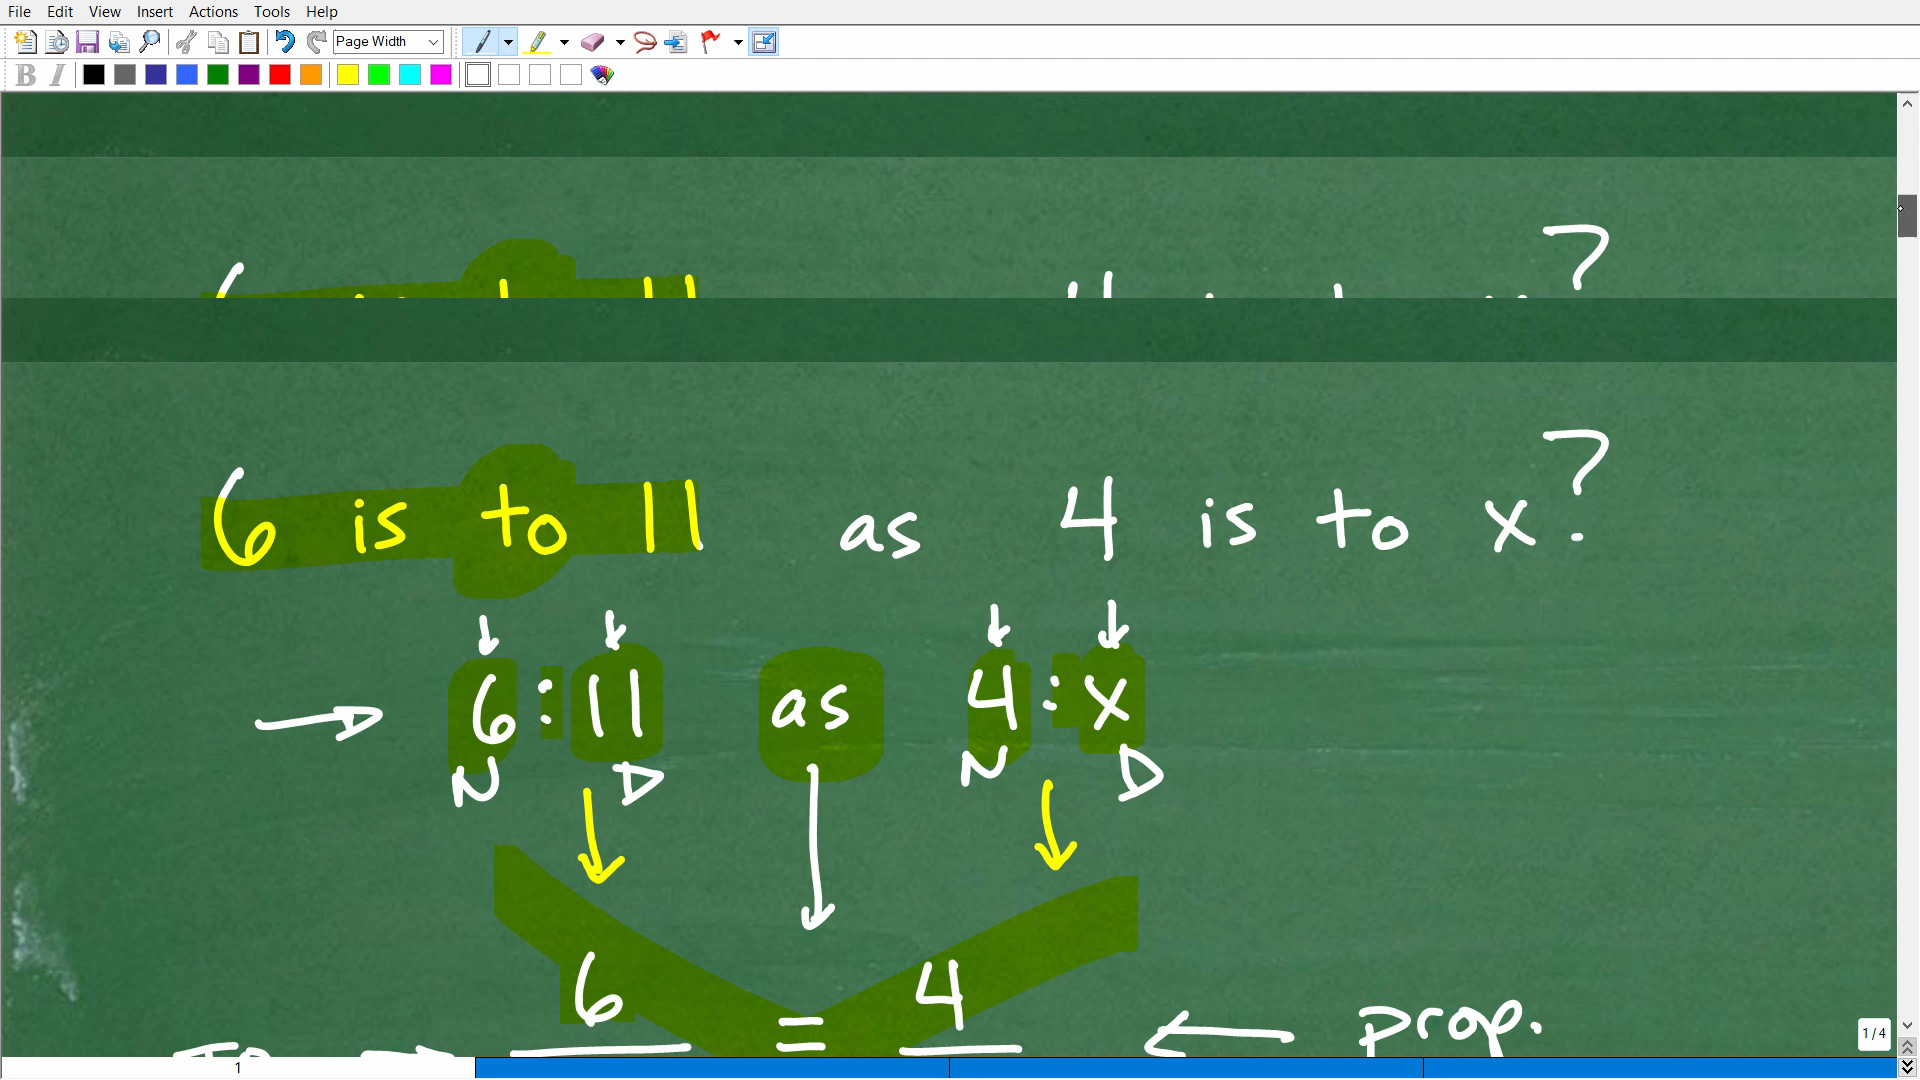 File Edit View Insert Actions Tools Help
Page Width
B I
6 is to 11 as 4 is to x?
6:11 as 4:x
N D N D
6 = 4 ← prop.
1/4
1